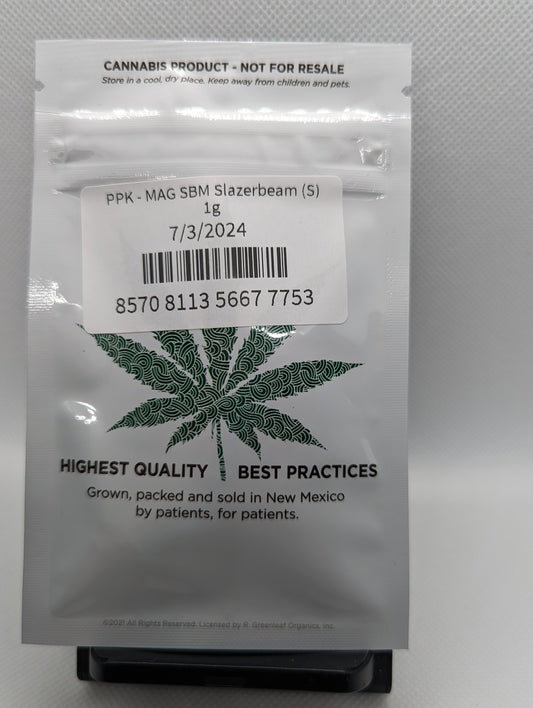 CANNABIS PRODUCT - NOT FOR RESALE
Store in a cool, dry place. Keep away from children and pets.
PPK - MAG SBM Slazerbeam (S)
1g
7/3/2024
8570 8113 5667 7753
HIGHEST QUALITY BEST PRACTICES
Grown, packed and sold in New Mexico
by patients, for patients.
©2021 All Rights Reserved. Licensed by R. Greenleaf Organics, Inc.